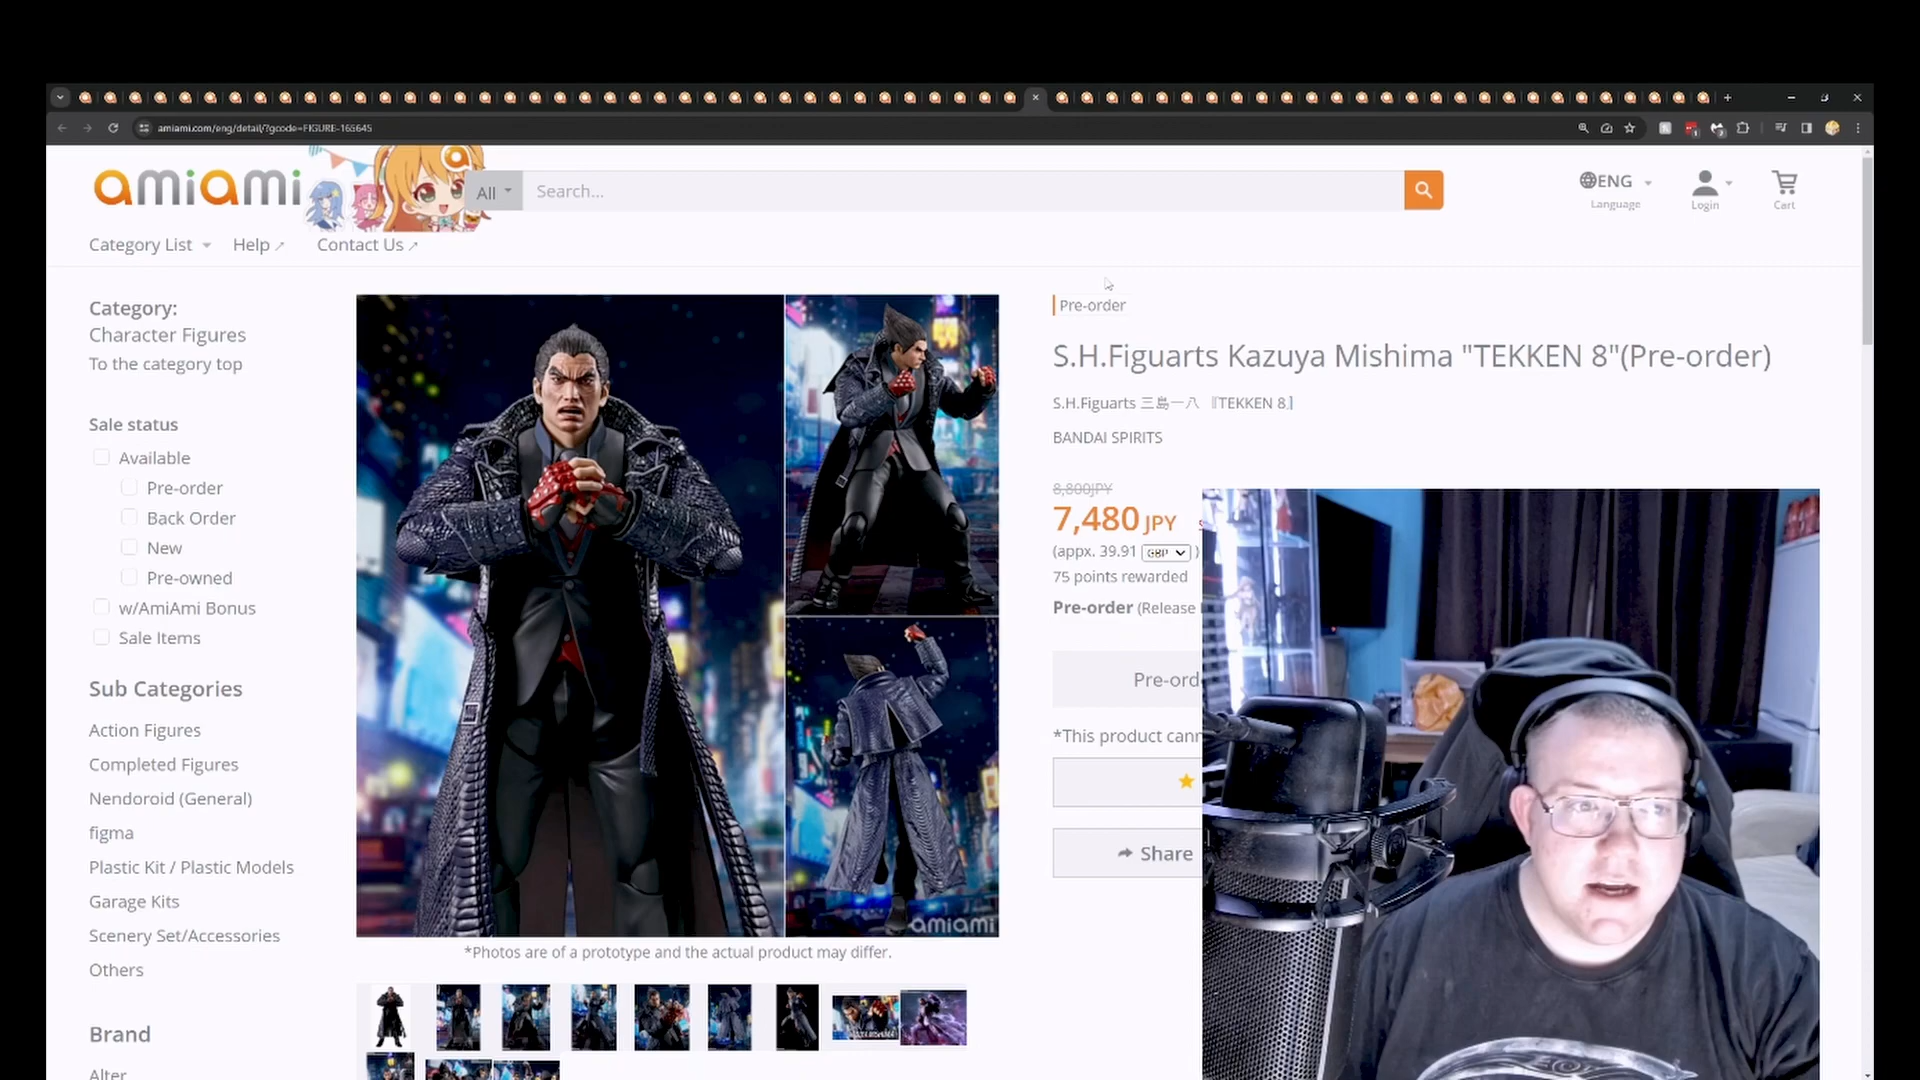 amiami.com/eng/detail/?gcode=FIGURE-165645
amiami
All
Search...
ENG
Language
Login
Cart
Category List
Help
Contact Us
Category:
Character Figures
To the category top
Sale status
Available
Pre-order
Back Order
New
Pre-owned
w/AmiAmi Bonus
Sale Items
Sub Categories
Action Figures
Completed Figures
Nendoroid (General)
figma
Plastic Kit / Plastic Models
Garage Kits
Scenery Set/Accessories
Others
Brand
Alter
amiami
*Photos are of a prototype and the actual product may differ.
Pre-order
S.H.Figuarts Kazuya Mishima "TEKKEN 8"(Pre-order)
S.H.Figuarts 三島一八 『TEKKEN 8』
BANDAI SPIRITS
8,800JPY
7,480 JPY
(appx. 39.91 GBP )
75 points rewarded
Pre-order (Release
Pre-ord
*This product cann
Share